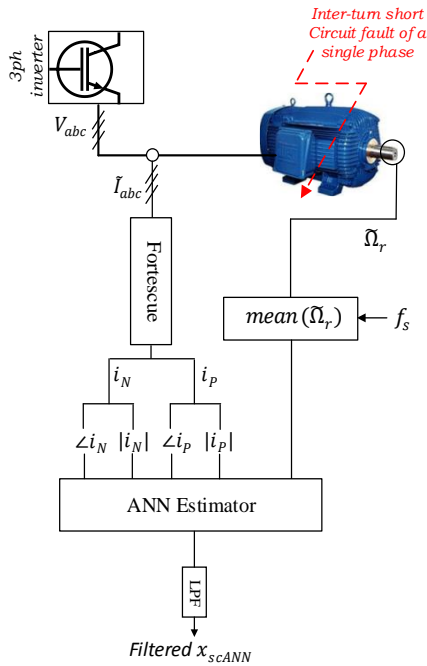 Inter-turn short
Circuit fault of a
single phase
3ph
inverter
V_abc
Ĩ_abc
Ω̃_r
Fortescue
mean(Ω̃_r)
f_s
i_N
i_P
∠i_N |i_N| ∠i_P |i_P|
ANN Estimator
LPF
Filtered x_scANN